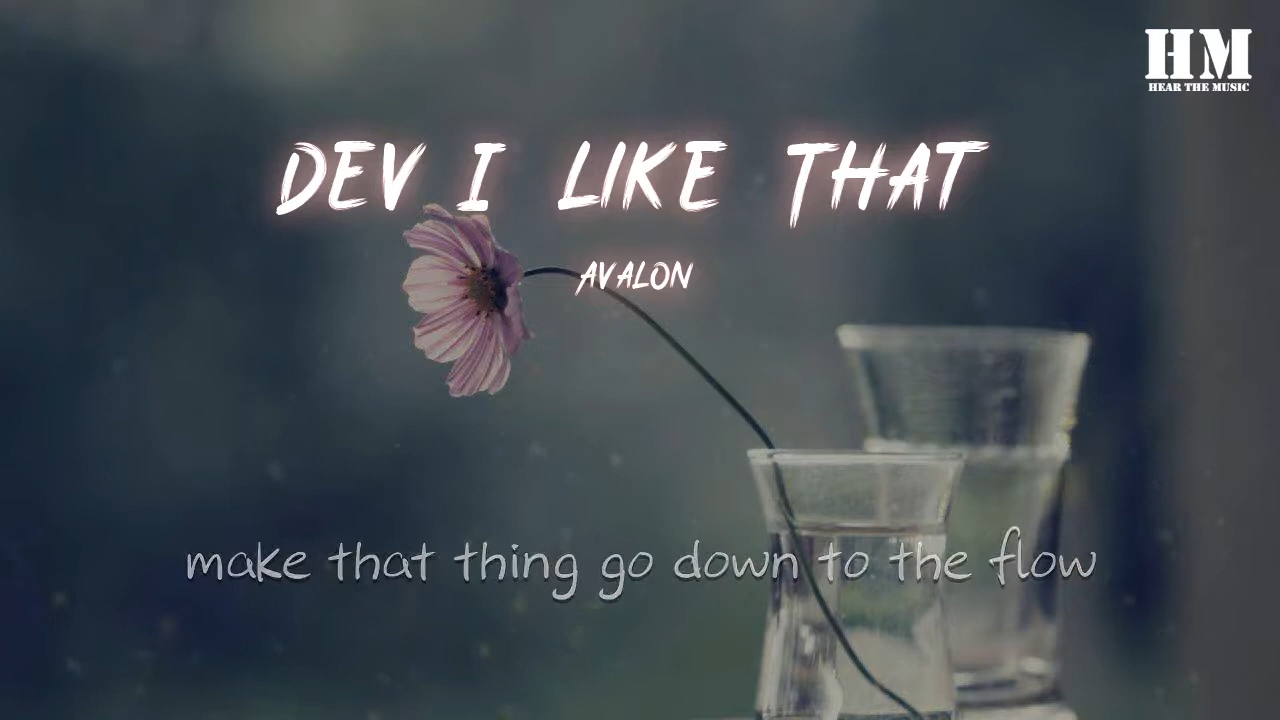 HM
HEAR THE MUSIC
DEV I LIKE THAT
AVALON
make that thing go down to the flow